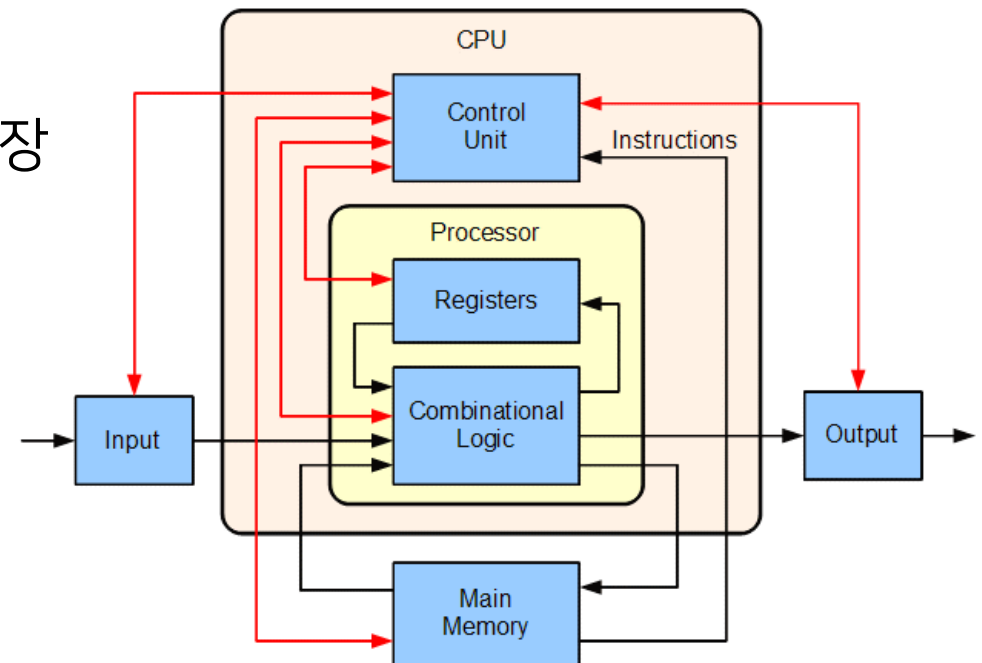 CPU
장
Control
Unit
Instructions
Processor
Registers
Combinational
Logic
Input
Output
Main
Memory